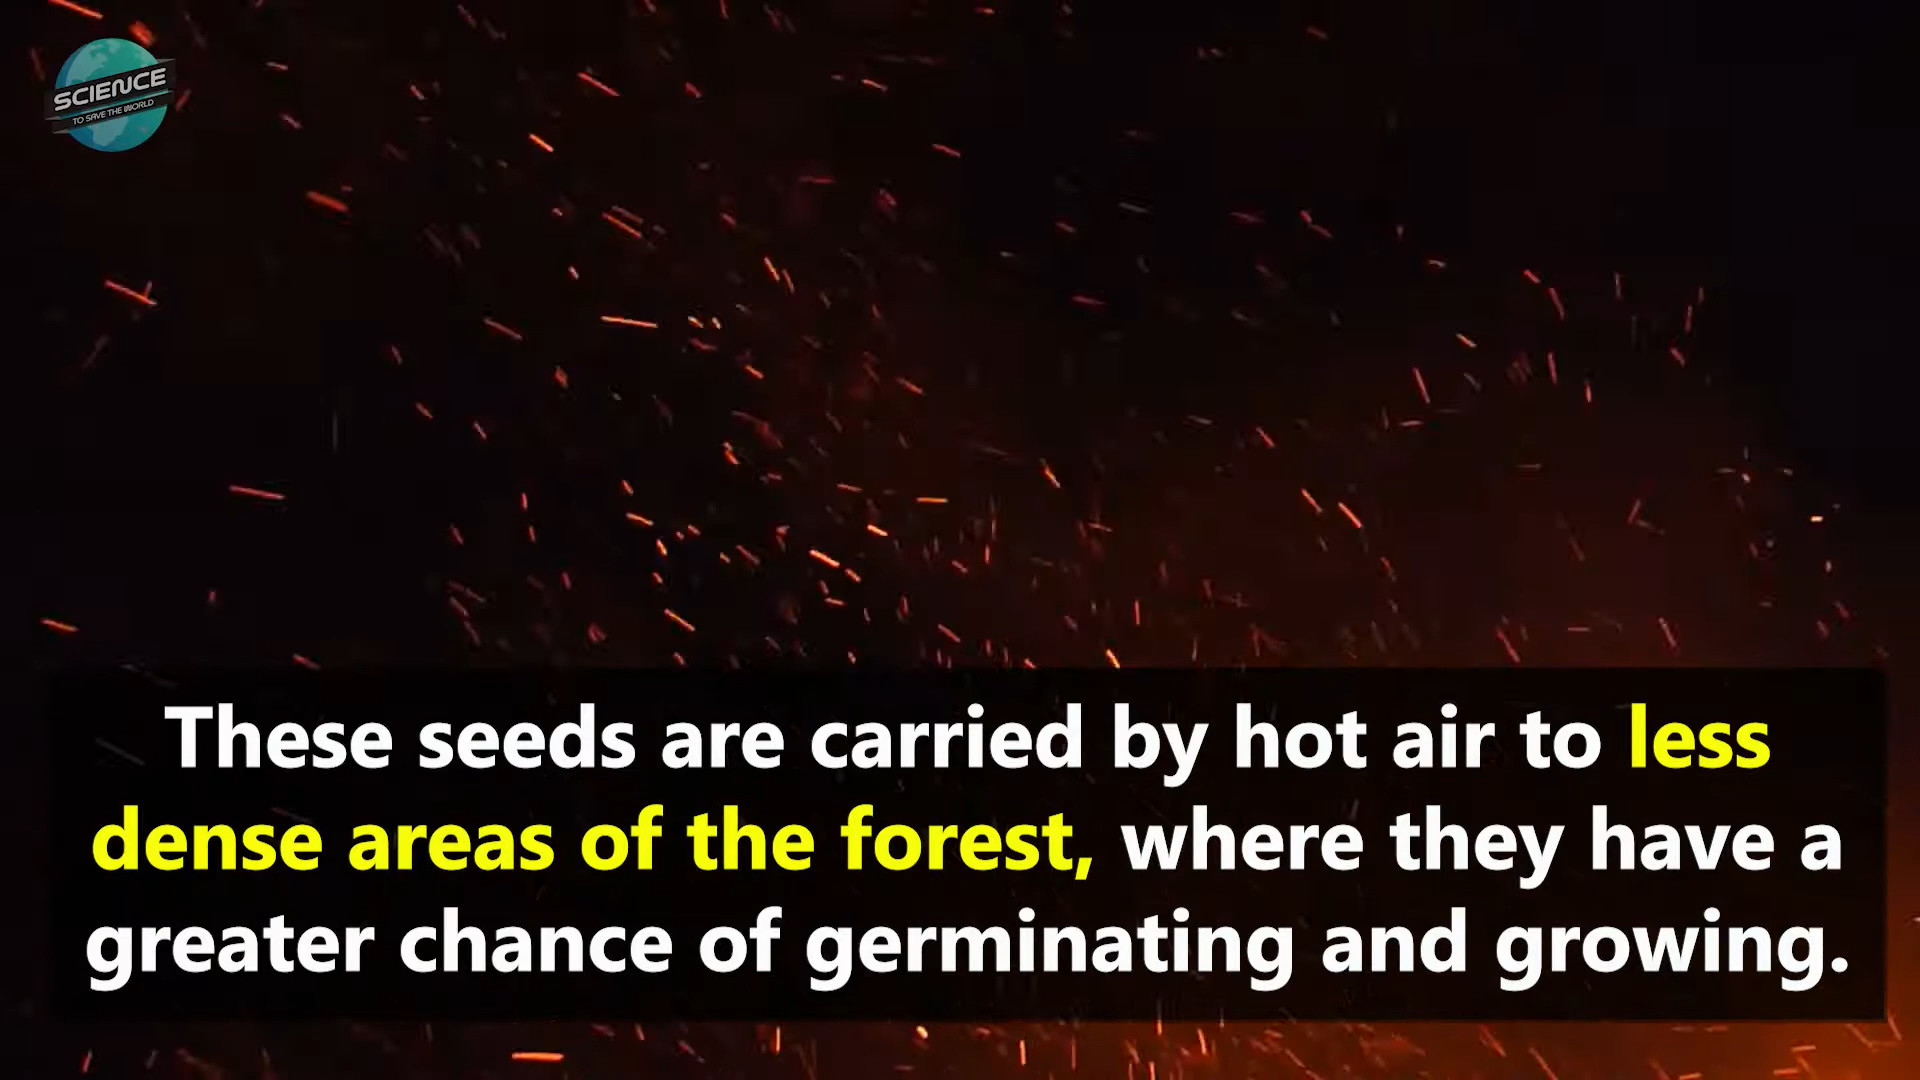 SCIENCE
TO SAVE THE WORLD
These seeds are carried by hot air to less
dense areas of the forest, where they have a
greater chance of germinating and growing.